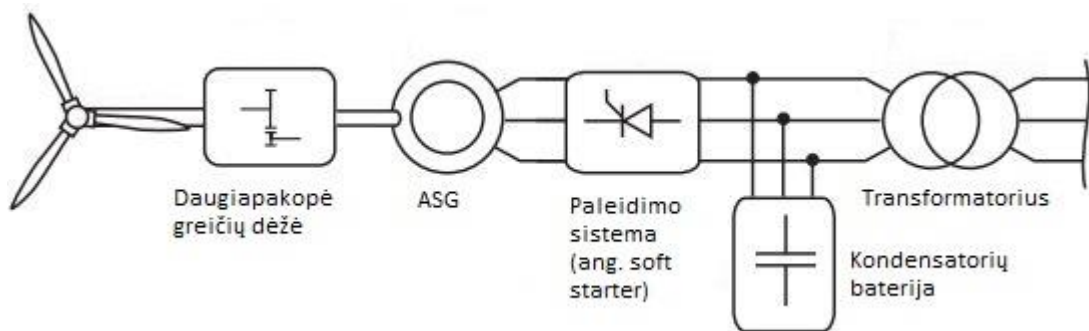 Daugiapakopė
greičių dėžė
ASG
Paleidimo
sistema
(ang. soft
starter)
Transformatorius
Kondensatorių
baterija